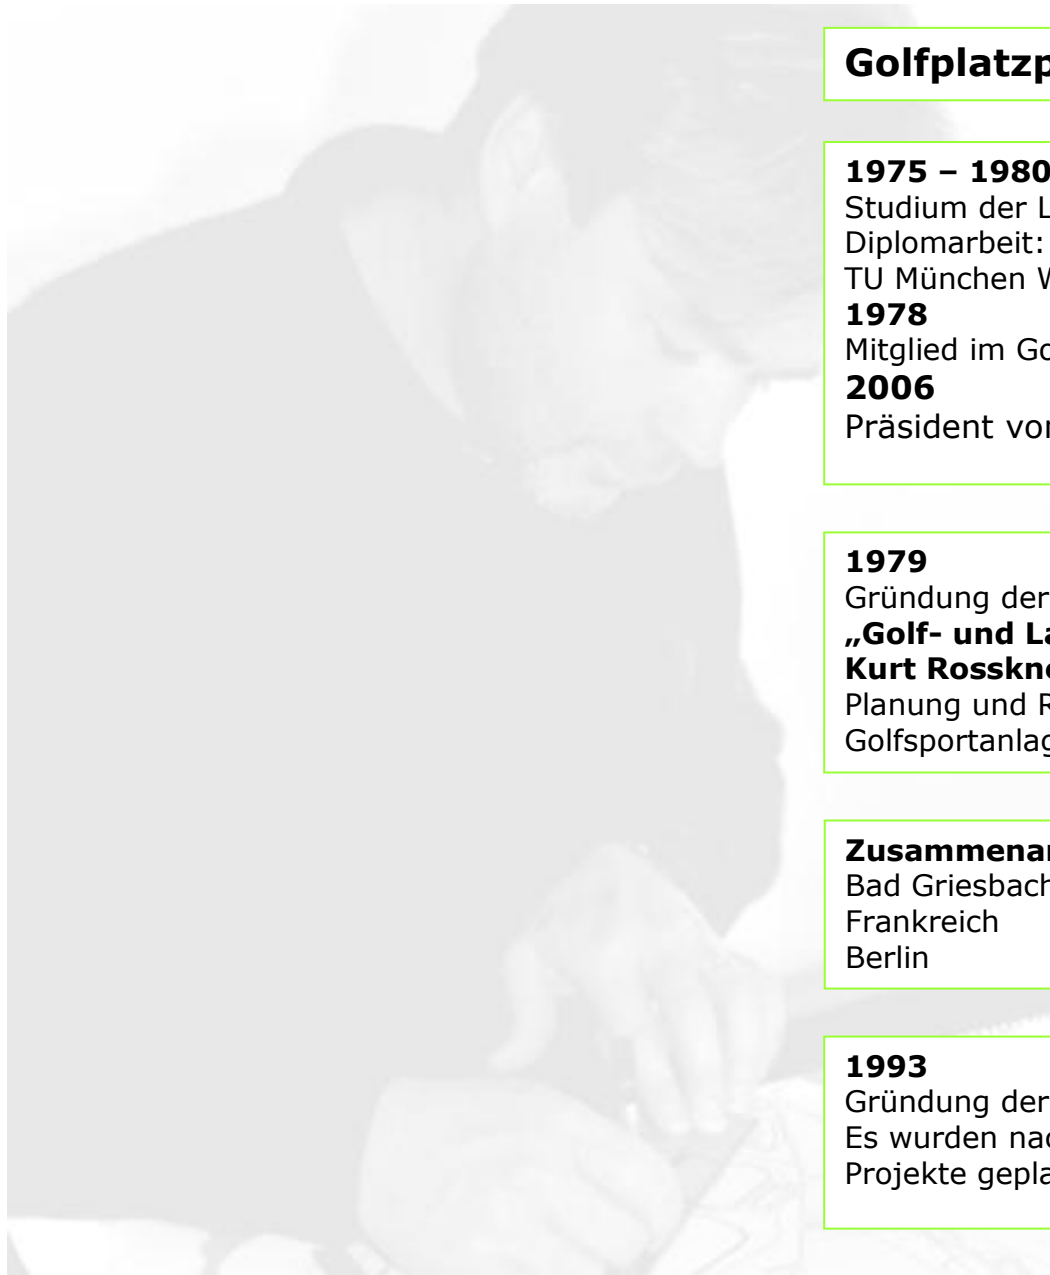 Golfplatzp
1975 – 1980
Studium der L
Diplomarbeit:
TU München W
1978
Mitglied im Go
2006
Präsident vor
1979
Gründung der
„Golf- und La
Kurt Rosskne
Planung und R
Golfsportanlag
Zusammenar
Bad Griesbach
Frankreich
Berlin
1993
Gründung der
Es wurden nac
Projekte gepla